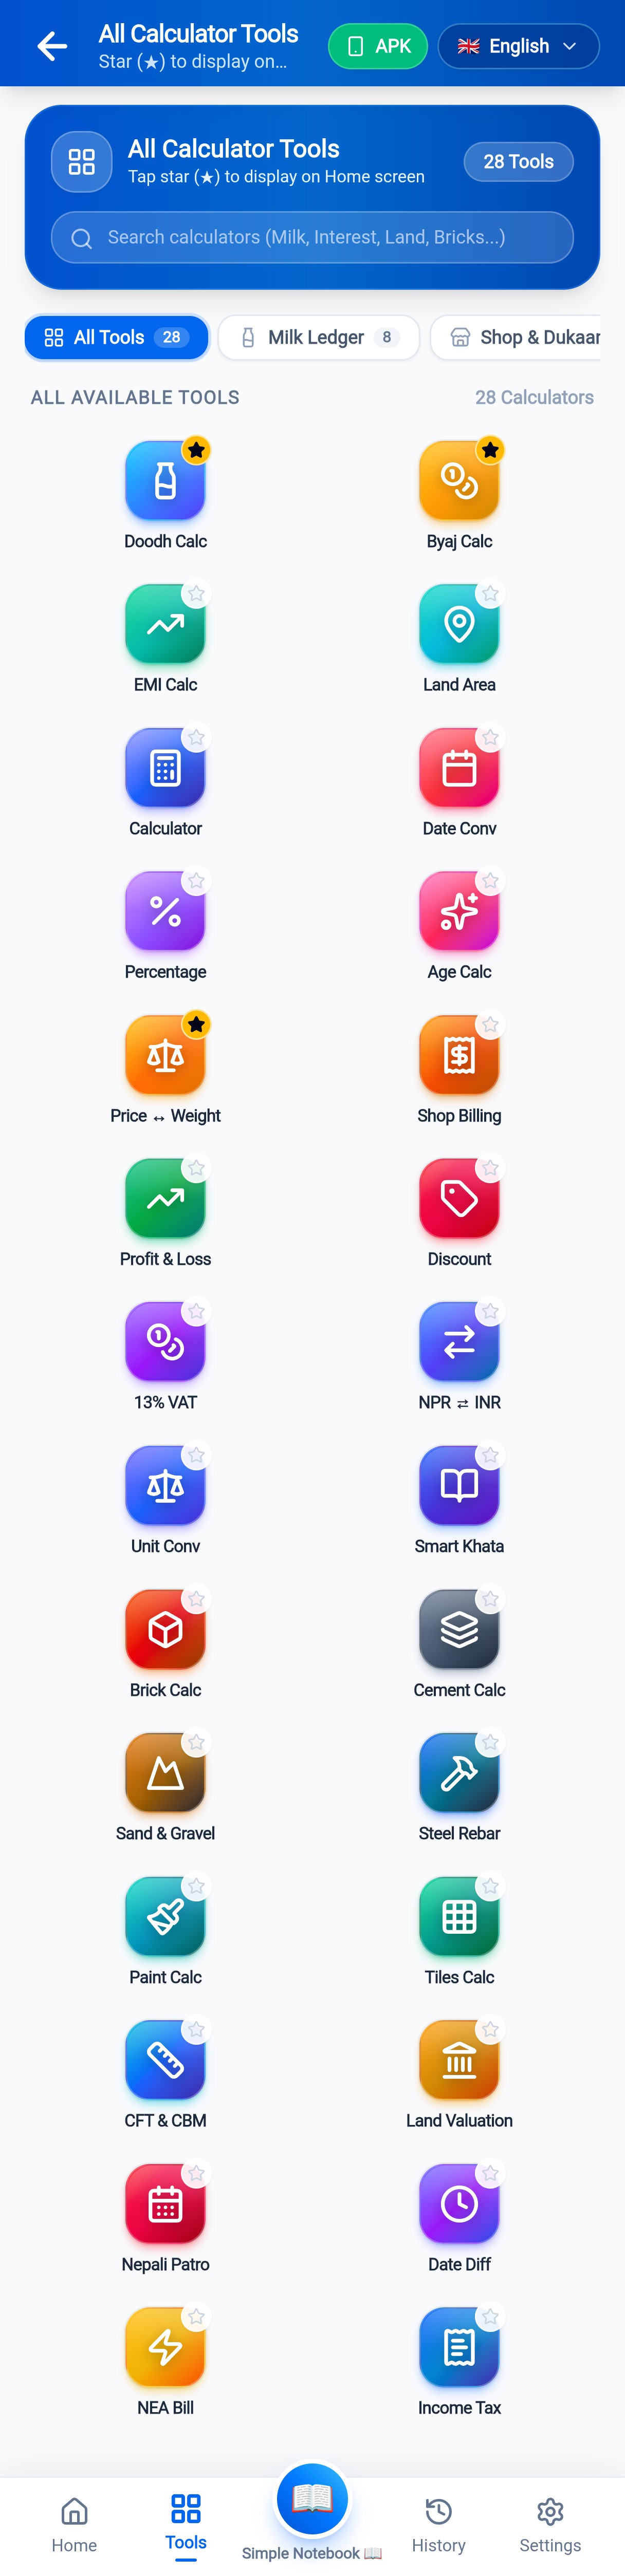 All Calculator Tools
Star (★) to display on...
APK
English
All Calculator Tools
Tap star (★) to display on Home screen
28 Tools
Search calculators (Milk, Interest, Land, Bricks...)
All Tools 28
Milk Ledger 8
Shop & Dukaan
ALL AVAILABLE TOOLS
28 Calculators
Doodh Calc
Byaj Calc
EMI Calc
Land Area
Calculator
Date Conv
Percentage
Age Calc
Price ↔ Weight
Shop Billing
Profit & Loss
Discount
13% VAT
NPR ⇄ INR
Unit Conv
Smart Khata
Brick Calc
Cement Calc
Sand & Gravel
Steel Rebar
Paint Calc
Tiles Calc
CFT & CBM
Land Valuation
Nepali Patro
Date Diff
NEA Bill
Income Tax
Home
Tools
Simple Notebook 📖
History
Settings